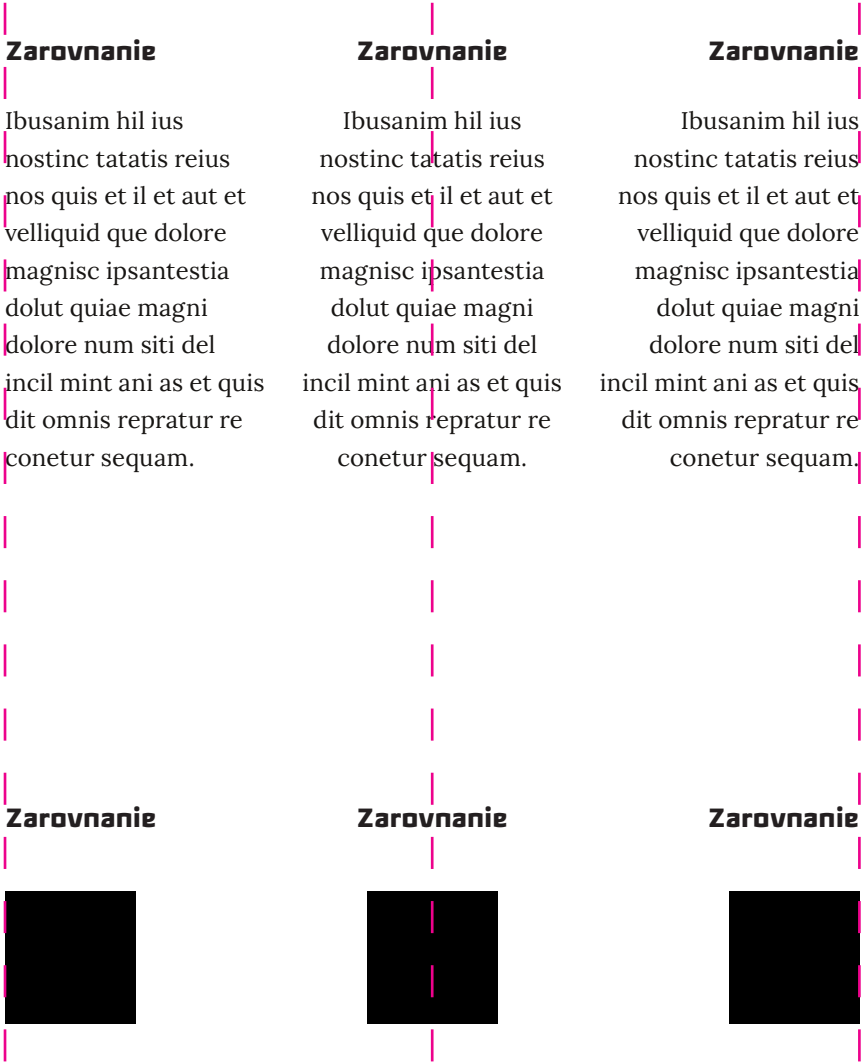 Zarovnanie
Ibusanim hil ius
nostinc tatatis reius
nos quis et il et aut et
velliquid que dolore
magnisc ipsantestia
dolut quiae magni
dolore num siti del
incil mint ani as et quis
dit omnis repratur re
conetur sequam.
Zarovnanie
Ibusanim hil ius
nostinc tatatis reius
nos quis et il et aut et
velliquid que dolore
magnisc ipsantestia
dolut quiae magni
dolore num siti del
incil mint ani as et quis
dit omnis repratur re
conetur sequam.
Zarovnanie
Ibusanim hil ius
nostinc tatatis reius
nos quis et il et aut et
velliquid que dolore
magnisc ipsantestia
dolut quiae magni
dolore num siti del
incil mint ani as et quis
dit omnis repratur re
conetur sequam.
Zarovnanie
Zarovnanie
Zarovnanie